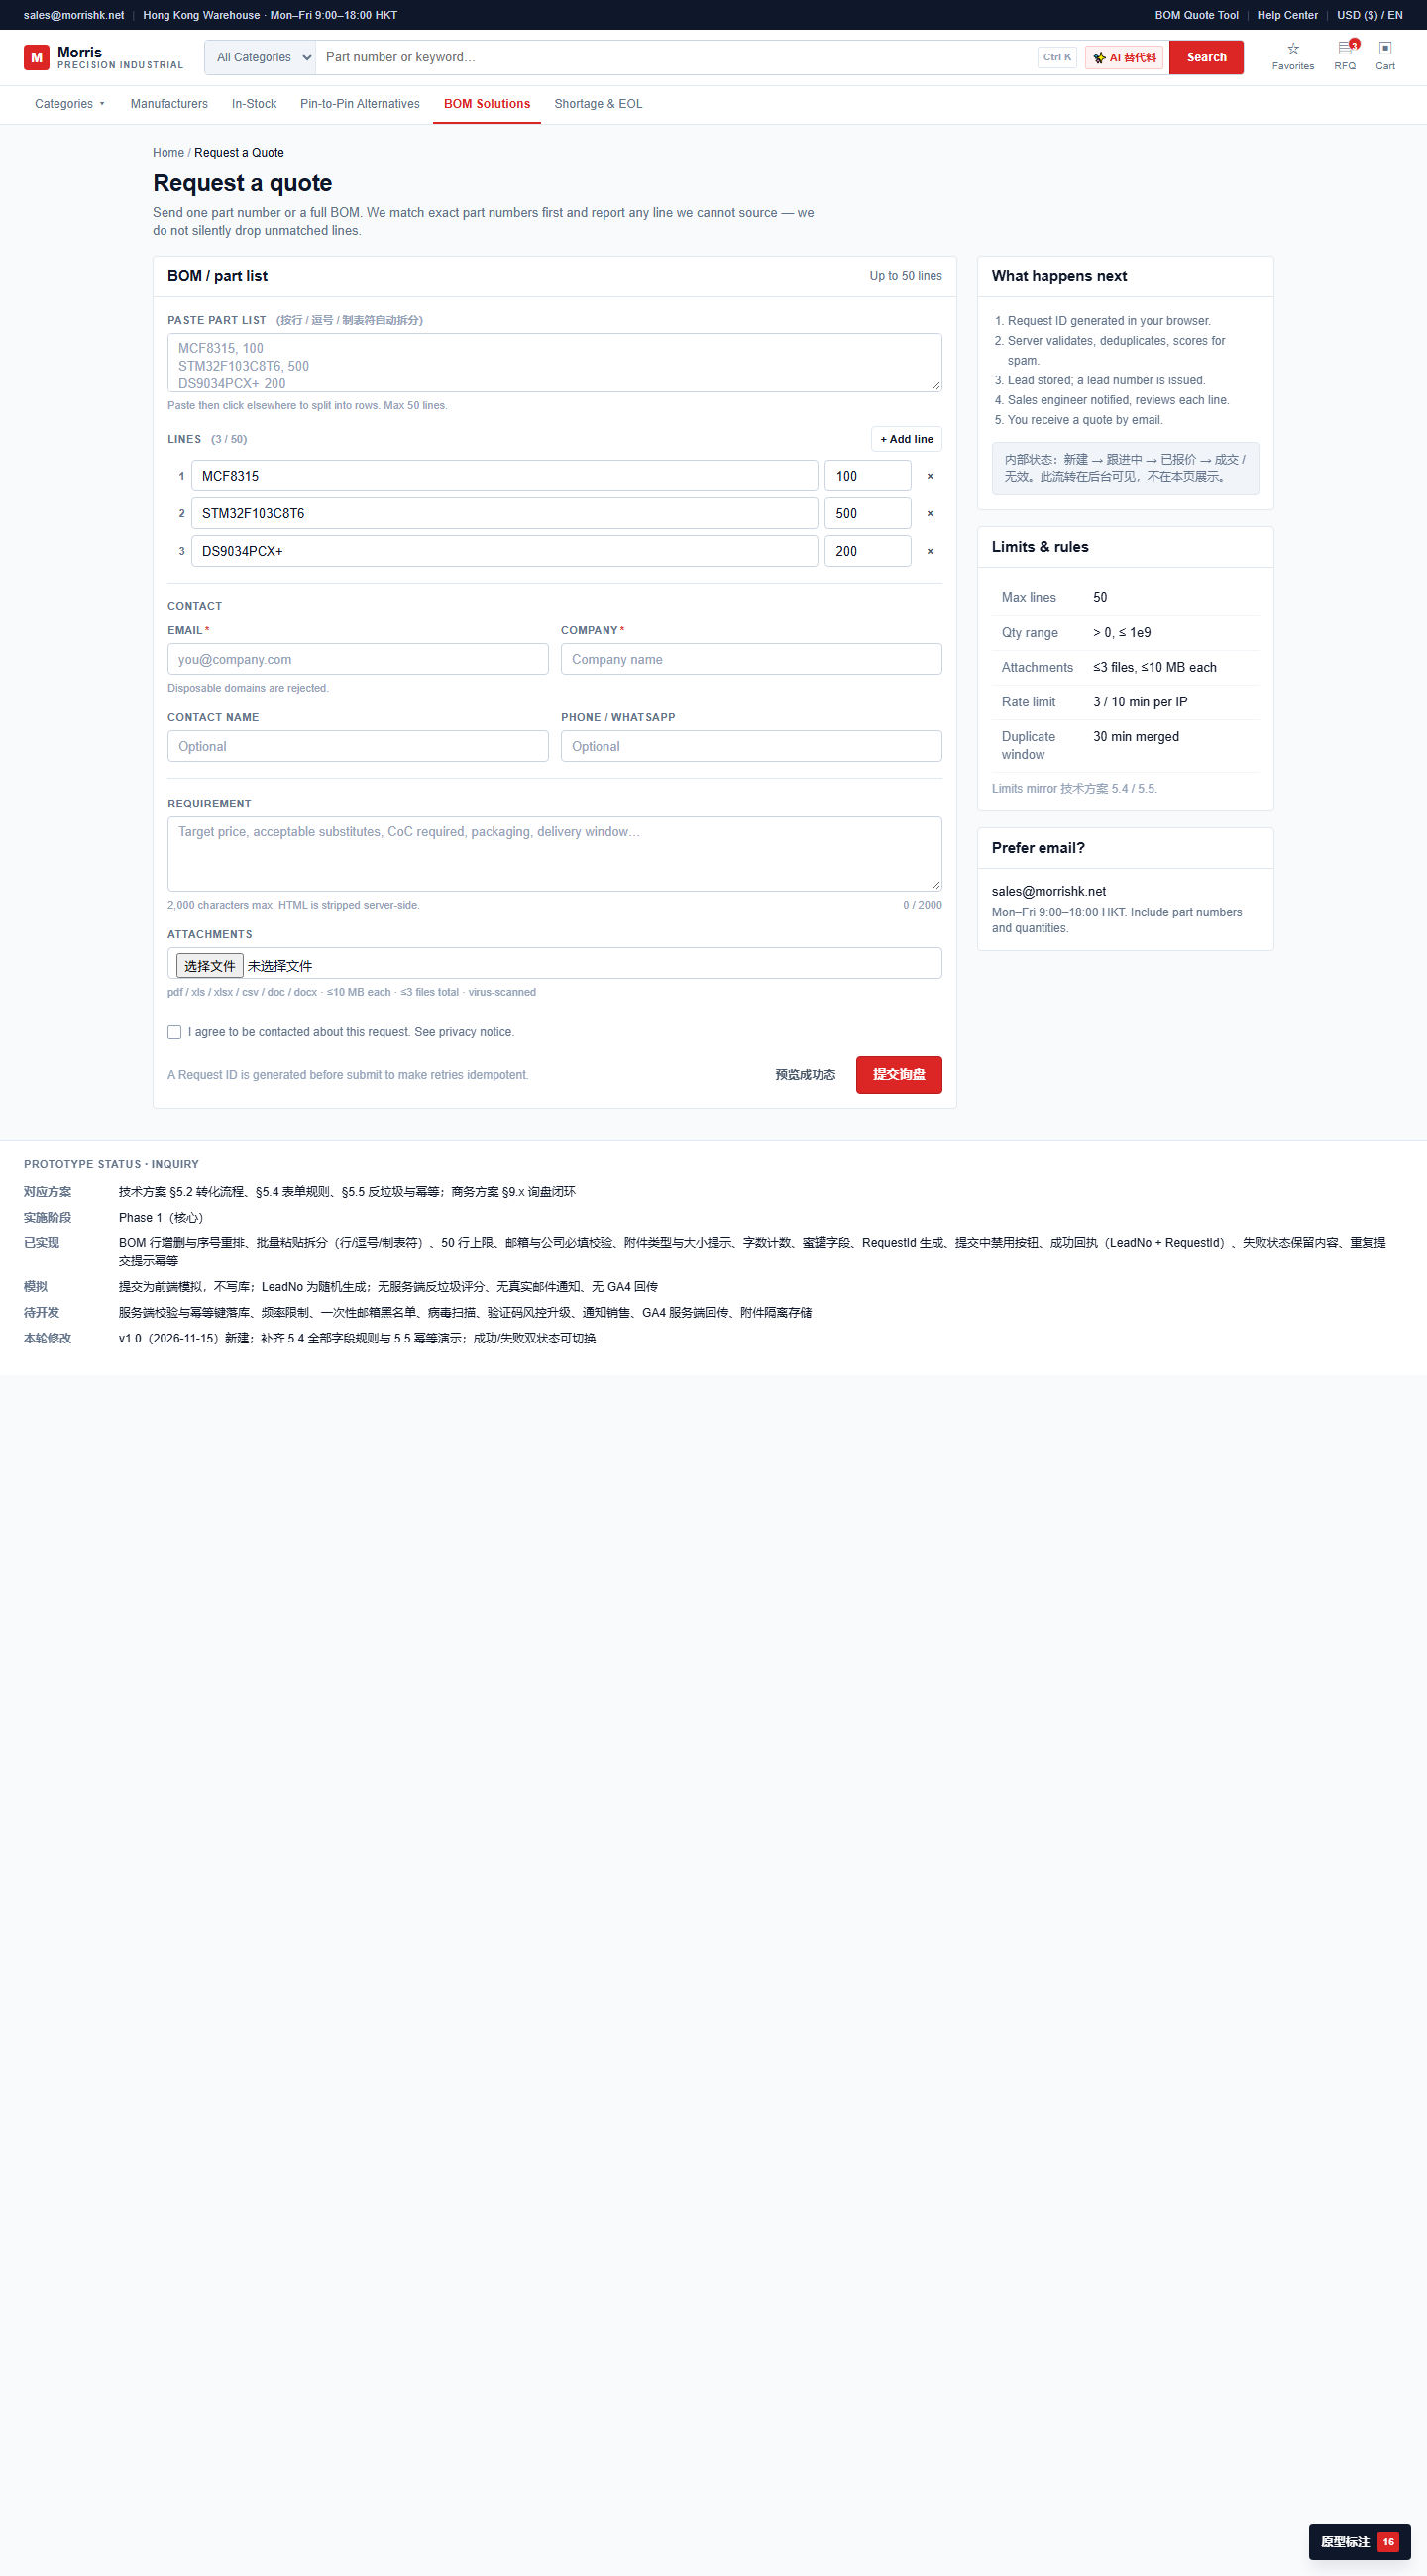 sales@morrishk.net | Hong Kong Warehouse · Mon–Fri 9:00–18:00 HKT
BOM Quote Tool | Help Center | USD ($) / EN
M
Morris
PRECISION INDUSTRIAL
All Categories
Part number or keyword...
Ctrl K
AI 替代料
Search
Favorites
3
RFQ
Cart
Categories
Manufacturers
In-Stock
Pin-to-Pin Alternatives
BOM Solutions
Shortage & EOL
Home / Request a Quote
Request a quote
Send one part number or a full BOM. We match exact part numbers first and report any line we cannot source — we
do not silently drop unmatched lines.
BOM / part list
Up to 50 lines
PASTE PART LIST (按行 / 逗号 / 制表符自动拆分)
MCF8315, 100
STM32F103C8T6, 500
DS9034PCX+ 200
Paste then click elsewhere to split into rows. Max 50 lines.
LINES (3 / 50)
+ Add line
1 MCF8315 100 ×
2 STM32F103C8T6 500 ×
3 DS9034PCX+ 200 ×
CONTACT
EMAIL *
COMPANY *
you@company.com
Company name
Disposable domains are rejected.
CONTACT NAME
PHONE / WHATSAPP
Optional
Optional
REQUIREMENT
Target price, acceptable substitutes, CoC required, packaging, delivery window...
2,000 characters max. HTML is stripped server-side.
0 / 2000
ATTACHMENTS
选择文件 未选择文件
pdf / xls / xlsx / csv / doc / docx · ≤10 MB each · ≤3 files total · virus-scanned
I agree to be contacted about this request. See privacy notice.
A Request ID is generated before submit to make retries idempotent.
预览成功态
提交询盘
What happens next
1. Request ID generated in your browser.
2. Server validates, deduplicates, scores for
spam.
3. Lead stored; a lead number is issued.
4. Sales engineer notified, reviews each line.
5. You receive a quote by email.
内部状态：新建 → 跟进中 → 已报价 → 成交 /
无效。此流转在后台可见，不在本页展示。
Limits & rules
Max lines 50
Qty range > 0, ≤ 1e9
Attachments ≤3 files, ≤10 MB each
Rate limit 3 / 10 min per IP
Duplicate 30 min merged
window
Limits mirror 技术方案 5.4 / 5.5.
Prefer email?
sales@morrishk.net
Mon–Fri 9:00–18:00 HKT. Include part numbers
and quantities.
PROTOTYPE STATUS · INQUIRY
对应方案 技术方案 §5.2 转化流程、§5.4 表单规则、§5.5 反垃圾与幂等；商务方案 §9.x 询盘闭环
实施阶段 Phase 1（核心）
已实现 BOM 行增删与序号重排、批量粘贴拆分（行/逗号/制表符）、50 行上限、邮箱与公司必填校验、附件类型与大小提示、字数计数、蜜罐字段、RequestId 生成、提交中禁用按钮、成功回执（LeadNo + RequestId）、失败状态保留内容、重复提
交提示幂等
模拟 提交为前端模拟，不写库；LeadNo 为随机生成；无服务端反垃圾评分、无真实邮件通知、无 GA4 回传
待开发 服务端校验与幂等键落库、频率限制、一次性邮箱黑名单、病毒扫描、验证码风控升级、通知销售、GA4 服务端回传、附件隔离存储
本轮修改 v1.0（2026-11-15）新建；补齐 5.4 全部字段规则与 5.5 幂等演示；成功/失败双状态可切换
原型标注 16